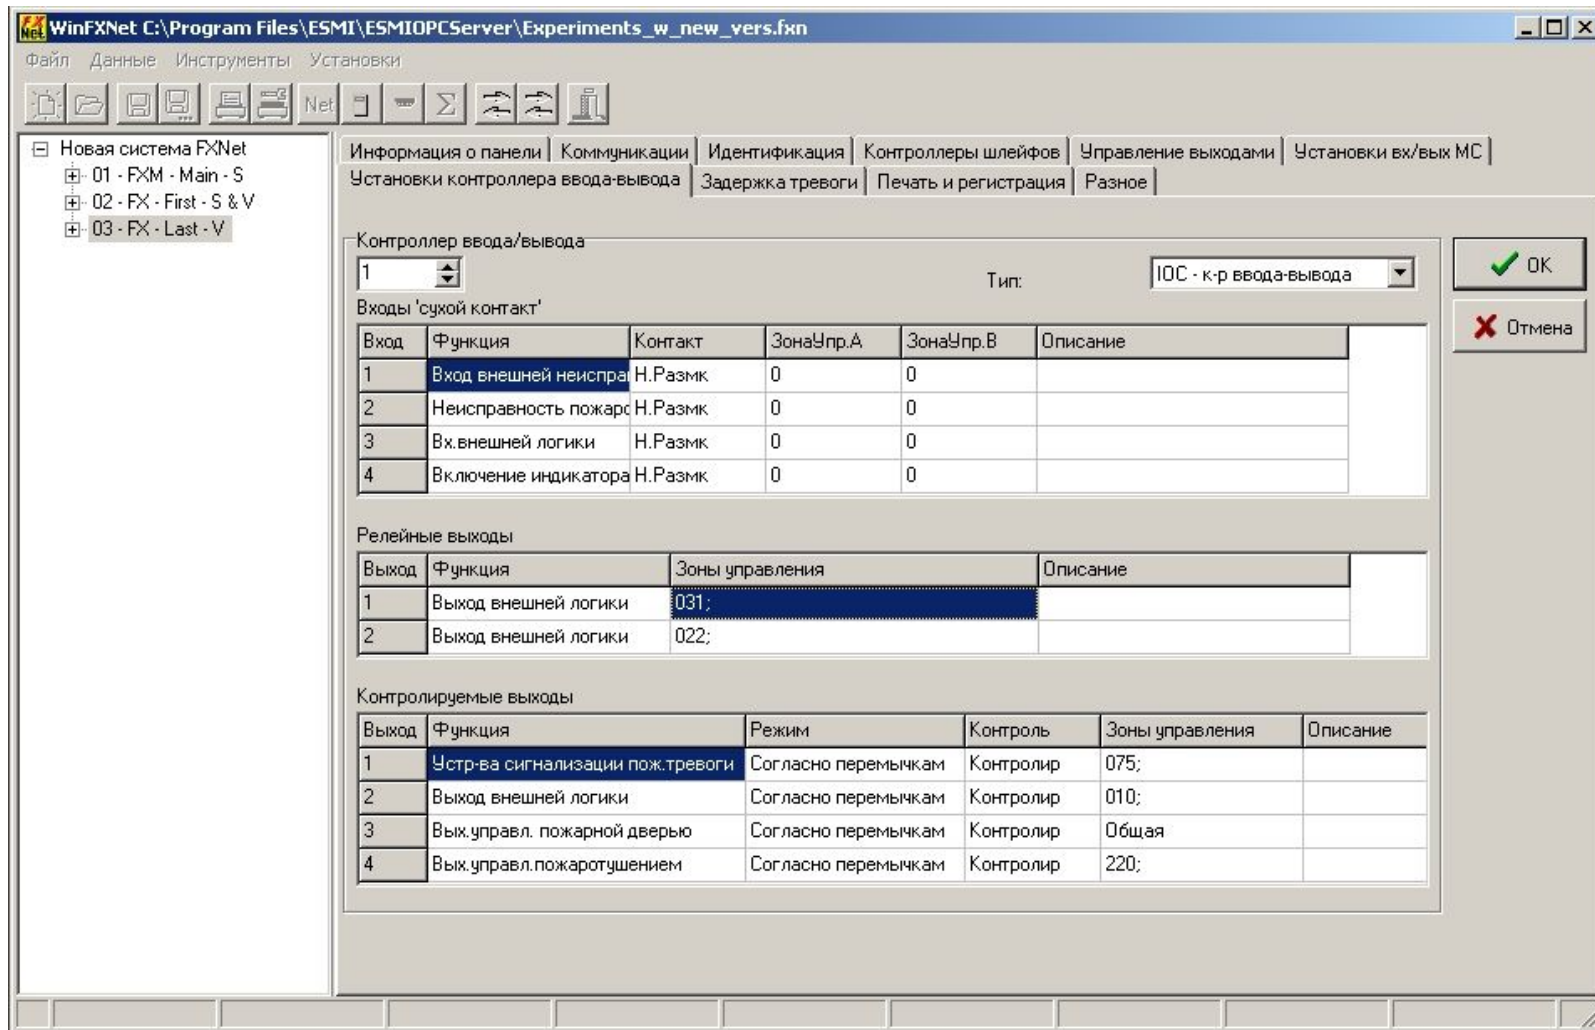 WinFXNet C:\Program Files\ESMI\ESMIOPCServer\Experiments_w_new_vers.fxn
Файл Данные Инструменты Установки
Net
Новая система FXNet
01 - FXM - Main - S
02 - FX - First - S & V
03 - FX - Last - V
Информация о панели Коммуникации Идентификация Контроллеры шлейфов Управление выходами Установки вх/вых МС
Установки контроллера ввода-вывода Задержка тревоги Печать и регистрация Разное
Контроллер ввода/вывода
1 Тип: IOC - к-р ввода-вывода
OK
Отмена
Входы 'сухой контакт'
Вход Функция Контакт ЗонаУпр.А ЗонаУпр.В Описание
1 Вход внешней неиспра Н.Размк 0 0
2 Неисправность пожарс Н.Размк 0 0
3 Вх.внешней логики Н.Размк 0 0
4 Включение индикатора Н.Размк 0 0
Релейные выходы
Выход Функция Зоны управления Описание
1 Выход внешней логики 031;
2 Выход внешней логики 022;
Контролируемые выходы
Выход Функция Режим Контроль Зоны управления Описание
1 Устр-ва сигнализации пож.тревоги Согласно перемычкам Контролир 075;
2 Выход внешней логики Согласно перемычкам Контролир 010;
3 Вых.управл. пожарной дверью Согласно перемычкам Контролир Общая
4 Вых.управл.пожаротушением Согласно перемычкам Контролир 220;